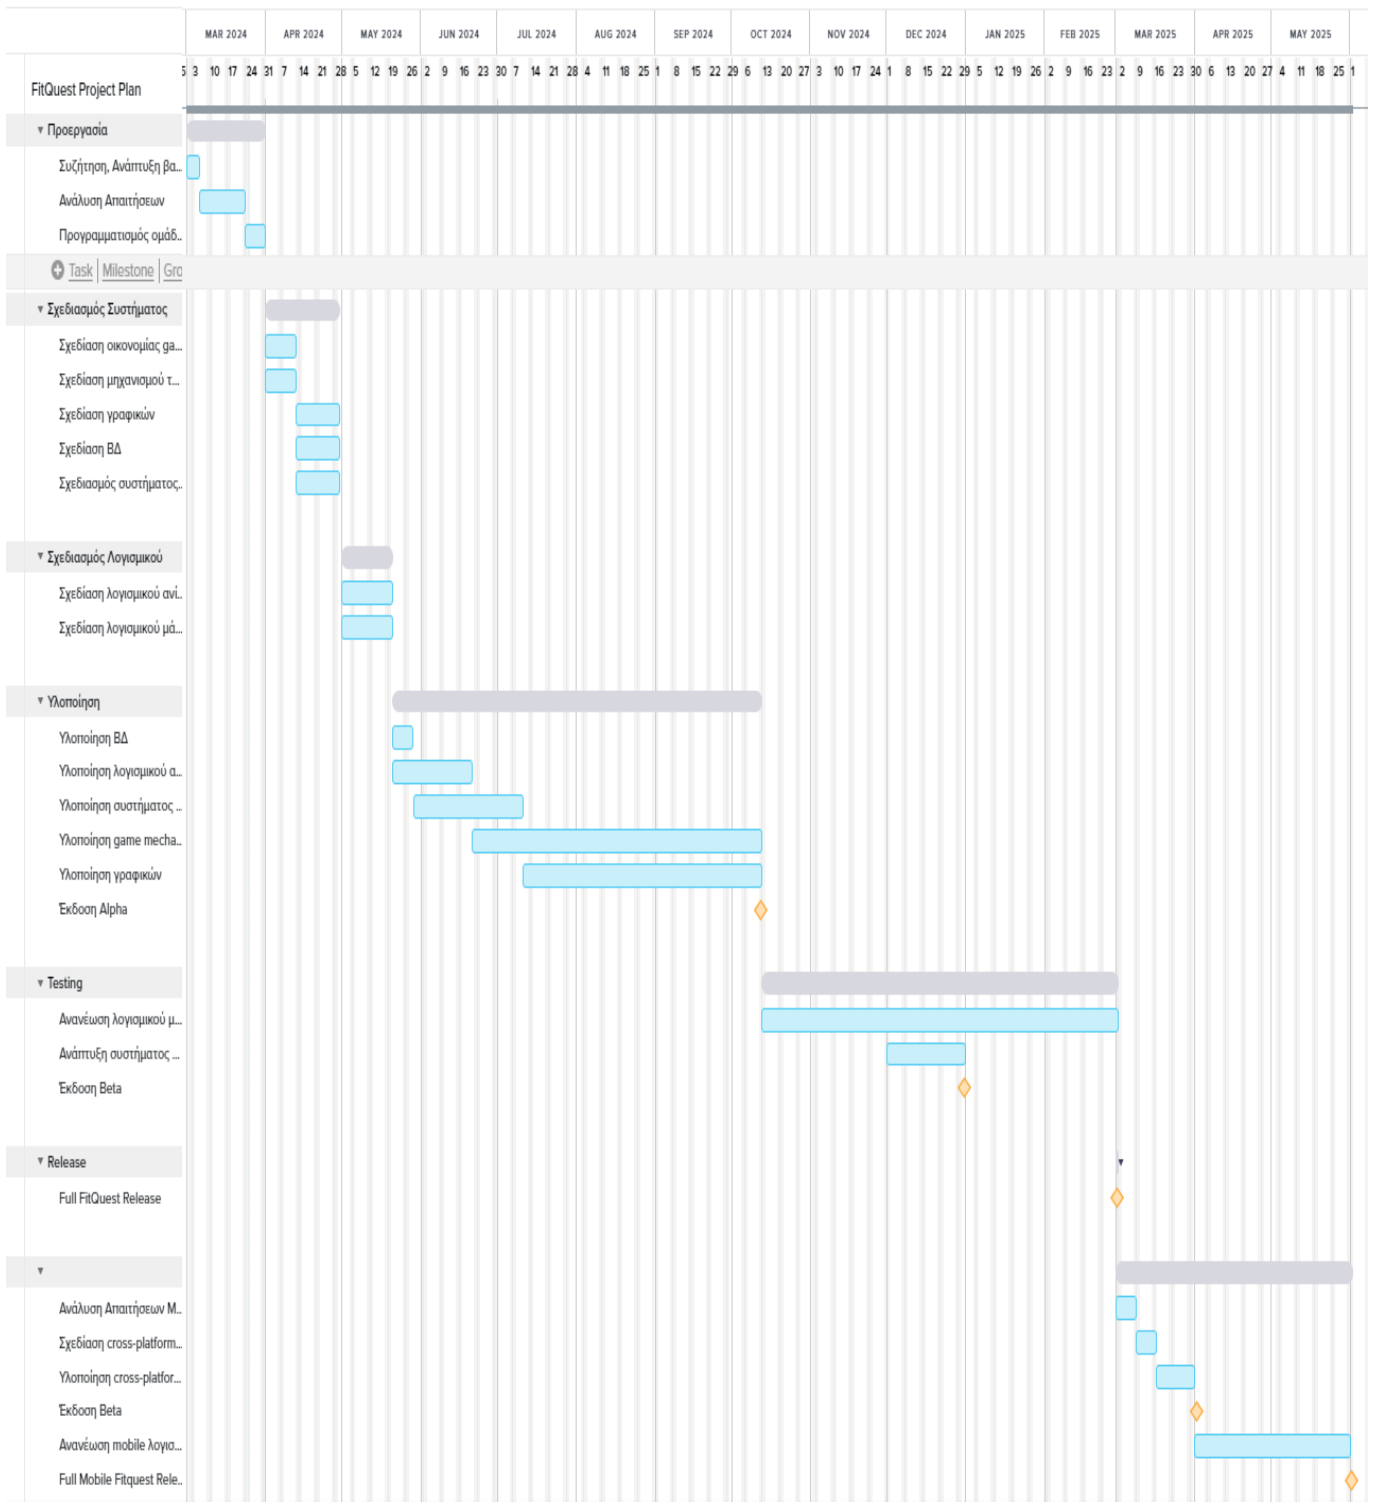 MAR 2024 APR 2024 MAY 2024 JUN 2024 JUL 2024 AUG 2024 SEP 2024 OCT 2024 NOV 2024 DEC 2024 JAN 2025 FEB 2025 MAR 2025 APR 2025 MAY 2025
5 3 10 17 24 31 7 14 21 28 5 12 19 26 2 9 16 23 30 7 14 21 28 4 11 18 25 1 8 15 22 29 6 13 20 27 3 10 17 24 1 8 15 22 29 5 12 19 26 2 9 16 23 2 9 16 23 30 6 13 20 27 4 11 18 25 1
FitQuest Project Plan
Προεργασία
Συζήτηση, Ανάπτυξη βα...
Ανάλυση Απαιτήσεων
Προγραμματισμός ομάδ..
Task | Milestone | Gro
Σχεδιασμός Συστήματος
Σχεδίαση οικονομίας ga...
Σχεδίαση μηχανισμού τ...
Σχεδίαση γραφικών
Σχεδίαση ΒΔ
Σχεδιασμός συστήματος..
Σχεδιασμός Λογισμικού
Σχεδίαση λογισμικού ανί..
Σχεδίαση λογισμικού μά...
Υλοποίηση
Υλοποίηση ΒΔ
Υλοποίηση λογισμικού α...
Υλοποίηση συστήματος ..
Υλοποίηση game mecha..
Υλοποίηση γραφικών
Έκδοση Alpha
Testing
Ανανέωση λογισμικού μ...
Ανάπτυξη συστήματος ...
Έκδοση Beta
Release
Full FitQuest Release
Ανάλυση Απαιτήσεων M..
Σχεδίαση cross-platform...
Υλοποίηση cross-platfor...
Έκδοση Beta
Ανανέωση mobile λογισ...
Full Mobile Fitquest Rele..